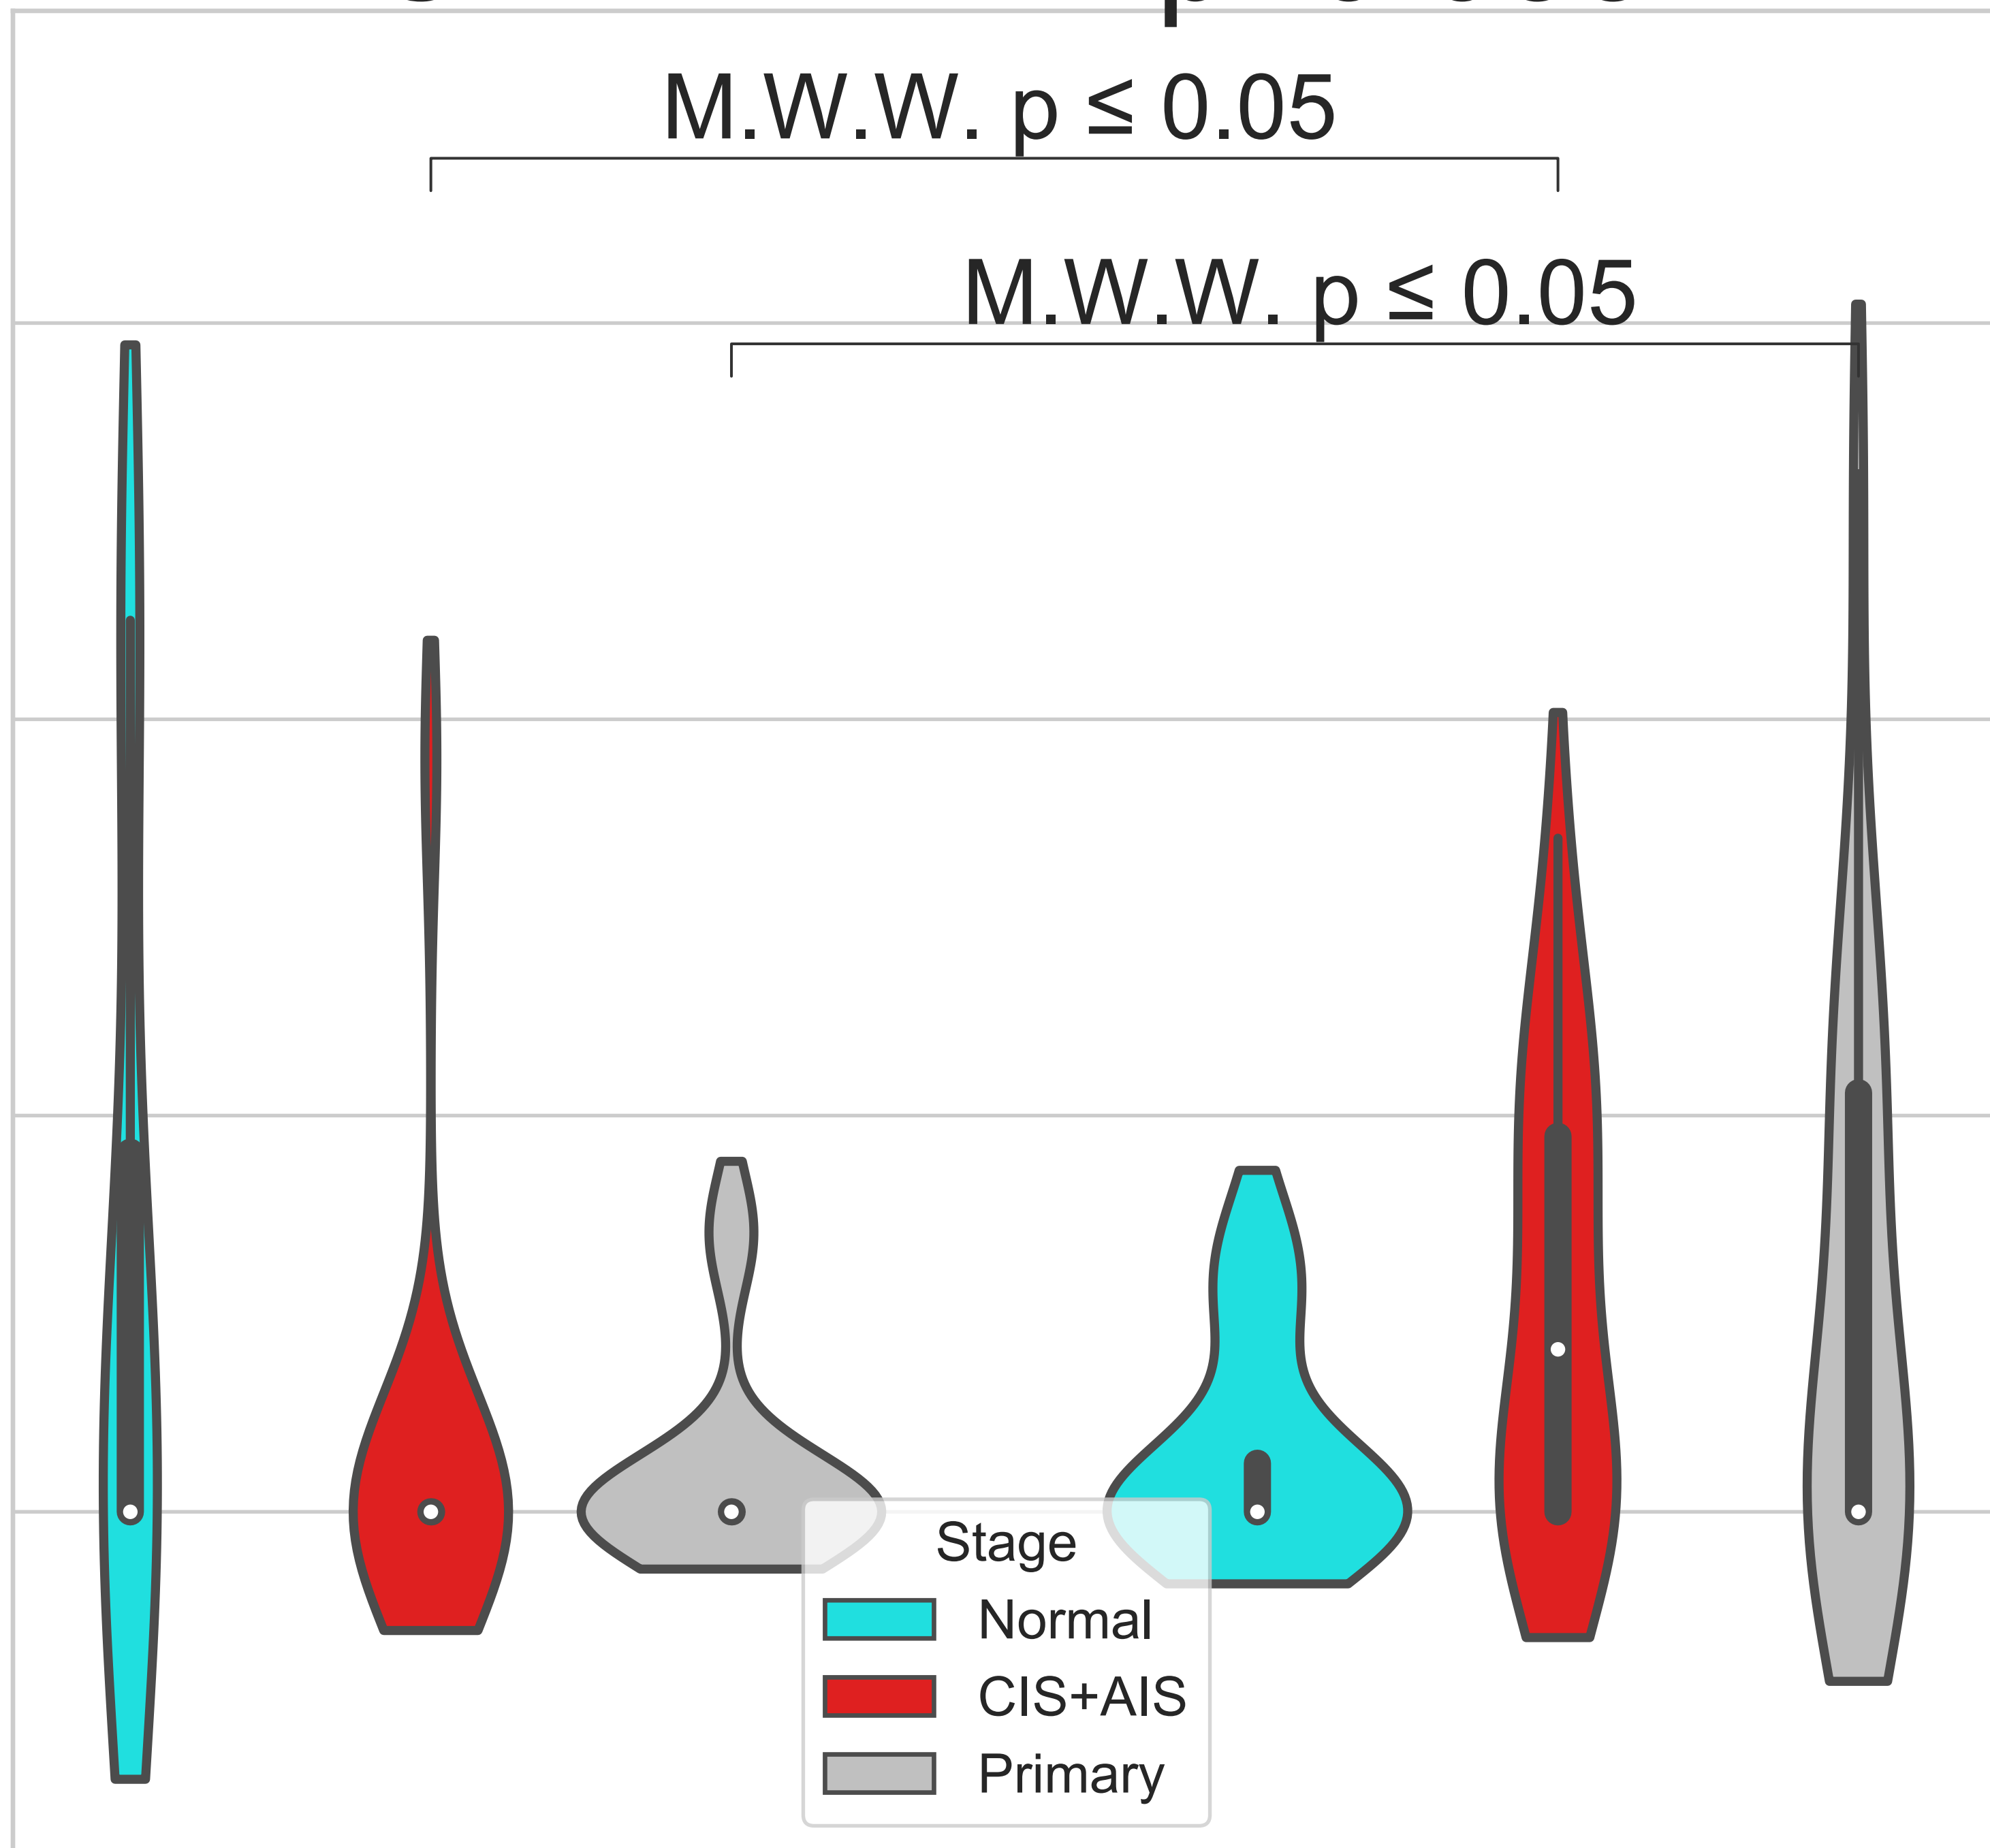 M.W.W. p ≤ 0.05
M.W.W. p ≤ 0.05
Stage
Normal
CIS+AIS
Primary